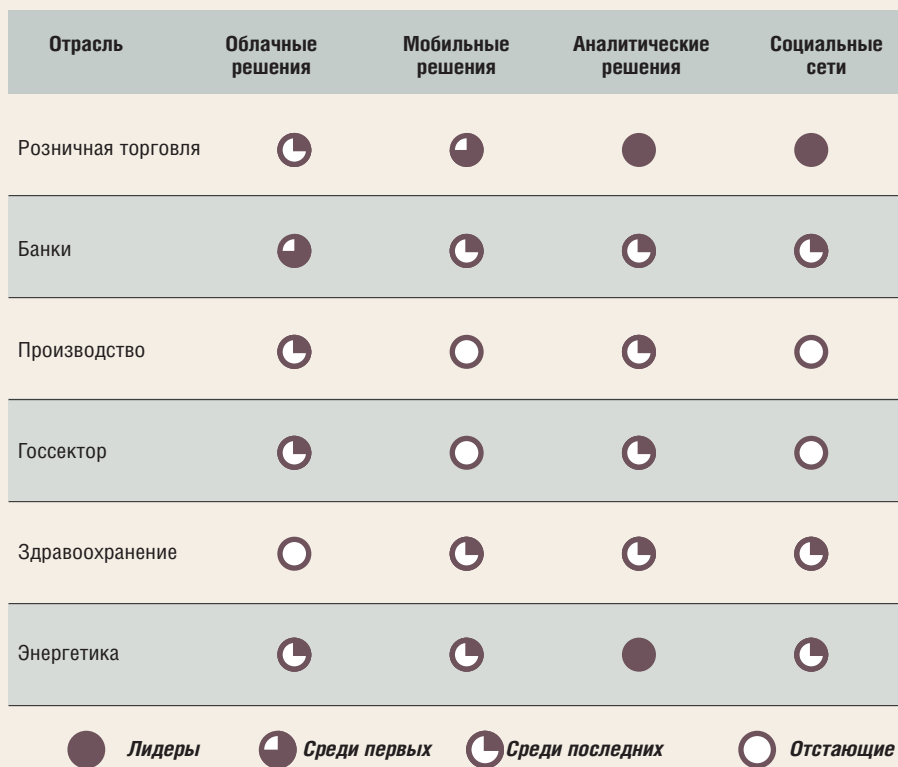 Отрасль
Облачные
решения
Мобильные
решения
Аналитические
решения
Социальные
сети
Розничная торговля
Банки
Производство
Госсектор
Здравоохранение
Энергетика
Лидеры
Среди первых
Среди последних
Отстающие